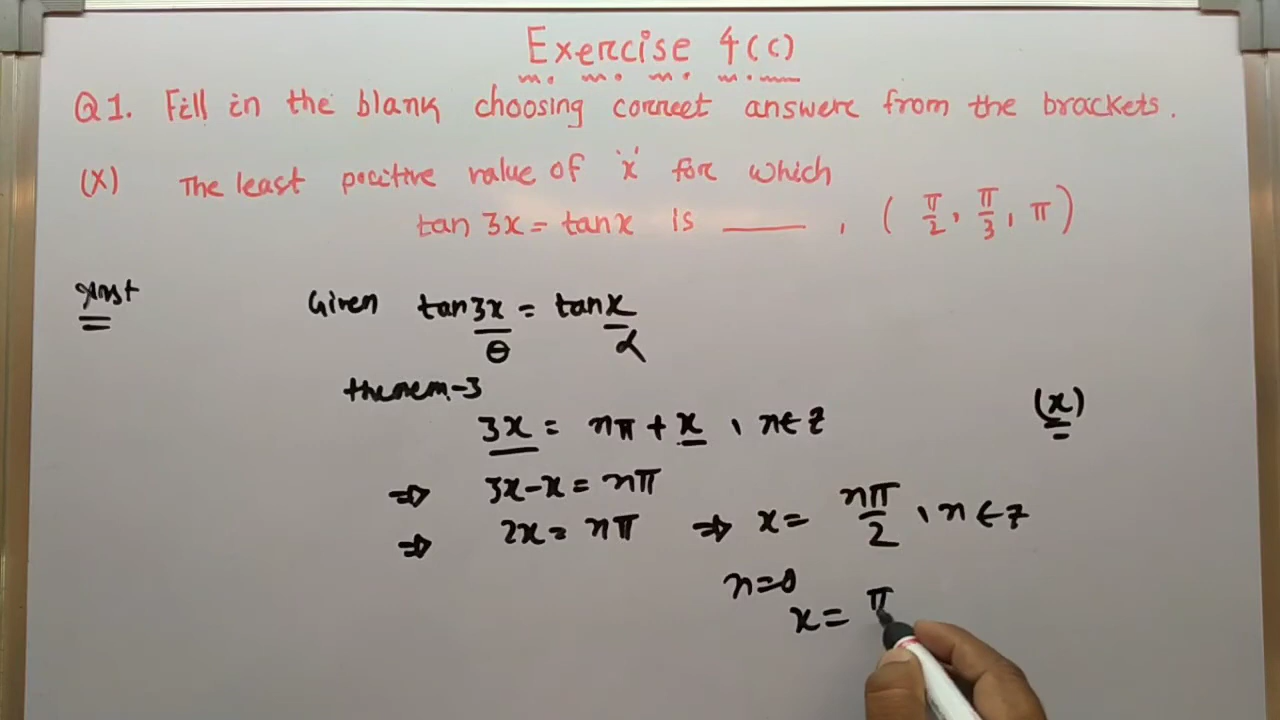 Exercise 4(c)
Q1. Fill in the blank choosing correct answer from the brackets.
(X) The least positive value of 'x' for which
tan 3x = tanx is ____ , ( π/2, π/3, π )
Ans+
Given tan3x = tanx
θ α
theorem-3
3x = nπ + x , n∈Z
(x)
⇒ 3x-x = nπ
⇒ 2x = nπ ⇒ x = nπ/2 , n∈Z
n=0
x = π